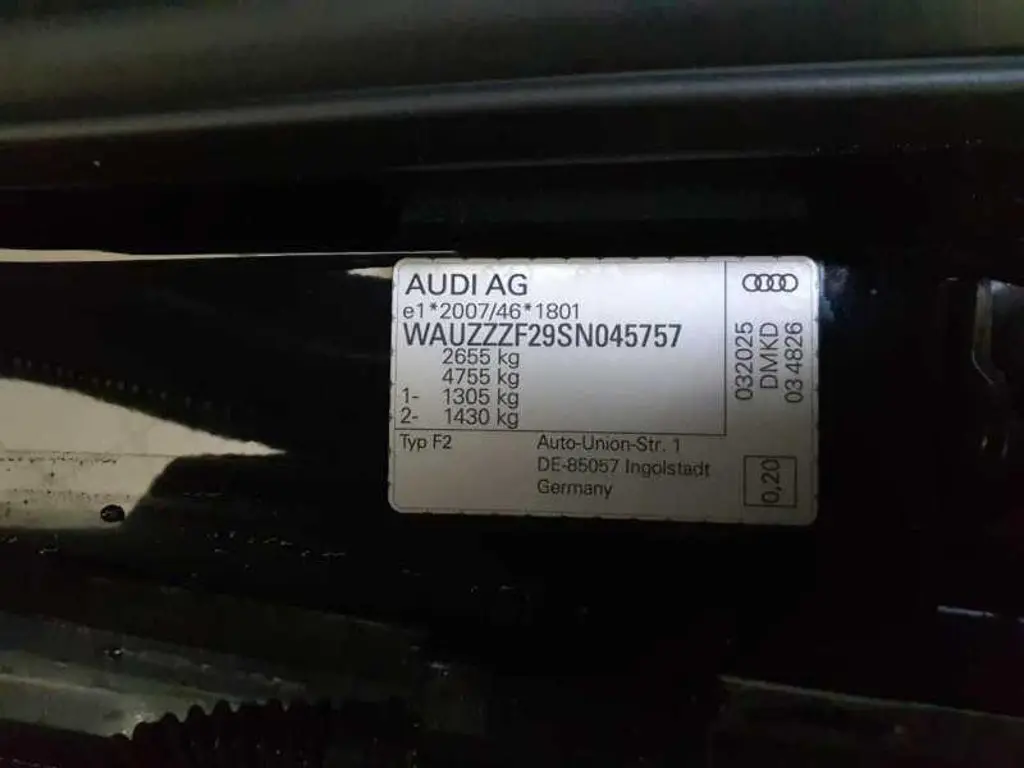 AUDI AG
e1*2007/46*1801
WAUZZZF29SN045757
2655 kg
4755 kg
1- 1305 kg
2- 1430 kg
Typ F2
Auto-Union-Str. 1
DE-85057 Ingolstadt
Germany
032025
DMKD
03 4826
0,20